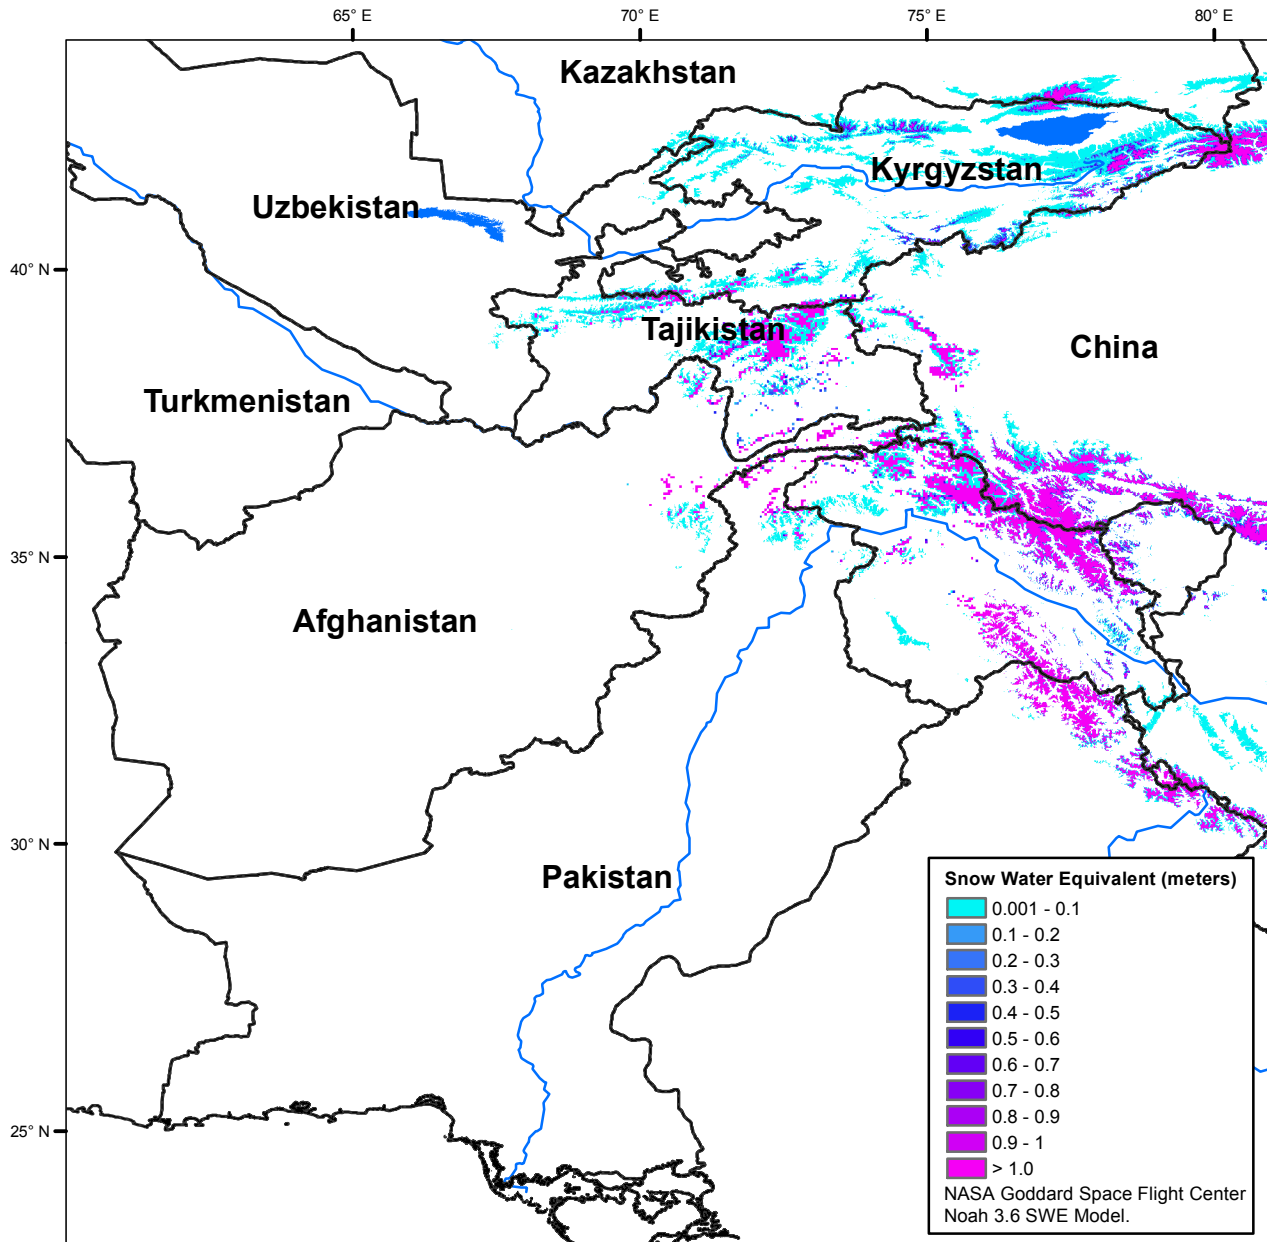 65° E
70° E
75° E
80° E
Kazakhstan
Kyrgyzstan
Uzbekistan
40° N
Tajikistan
China
Turkmenistan
35° N
Afghanistan
30° N
Pakistan
Snow Water Equivalent (meters)
0.001 - 0.1
0.1 - 0.2
0.2 - 0.3
0.3 - 0.4
0.4 - 0.5
0.5 - 0.6
0.6 - 0.7
0.7 - 0.8
0.8 - 0.9
0.9 - 1
> 1.0
NASA Goddard Space Flight Center
Noah 3.6 SWE Model.
25° N